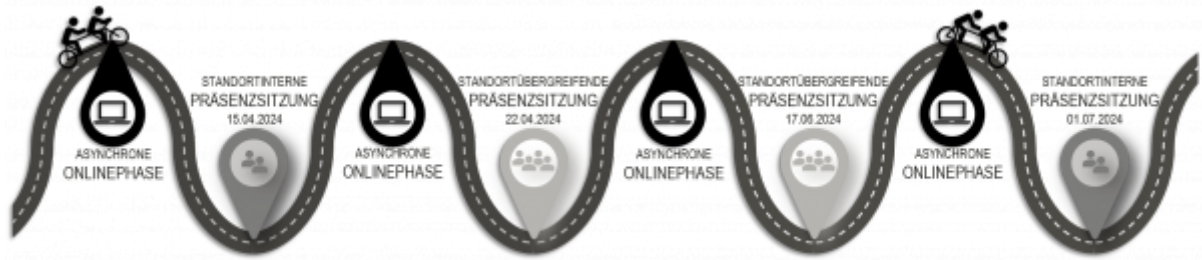 ASYNCHRONE
ONLINEPHASE
STANDORTINTERNE
PRÄSENZSITZUNG
15.04.2024
ASYNCHRONE
ONLINEPHASE
STANDORTÜBERGREIFENDE
PRÄSENZSITZUNG
22.04.2024
ASYNCHRONE
ONLINEPHASE
STANDORTÜBERGREIFENDE
PRÄSENZSITZUNG
17.06.2024
ASYNCHRONE
ONLINEPHASE
STANDORTINTERNE
PRÄSENZSITZUNG
01.07.2024